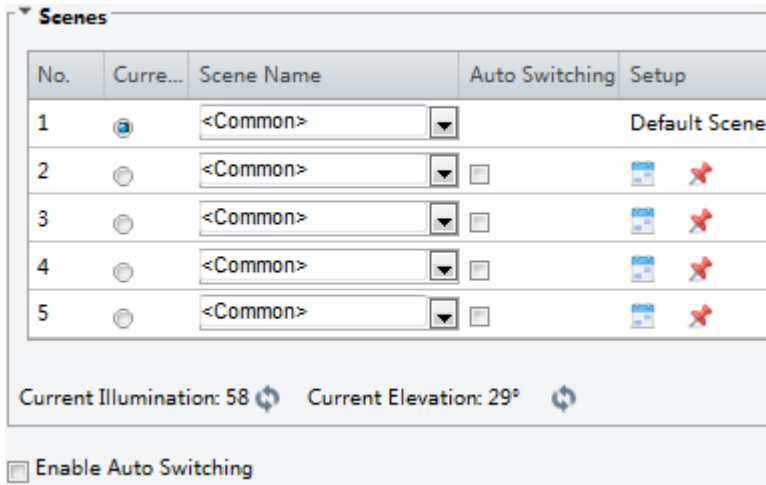 Scenes
No. Curre... Scene Name Auto Switching Setup
1 <Common> Default Scene
2 <Common>
3 <Common>
4 <Common>
5 <Common>
Current Illumination: 58 Current Elevation: 29°
Enable Auto Switching